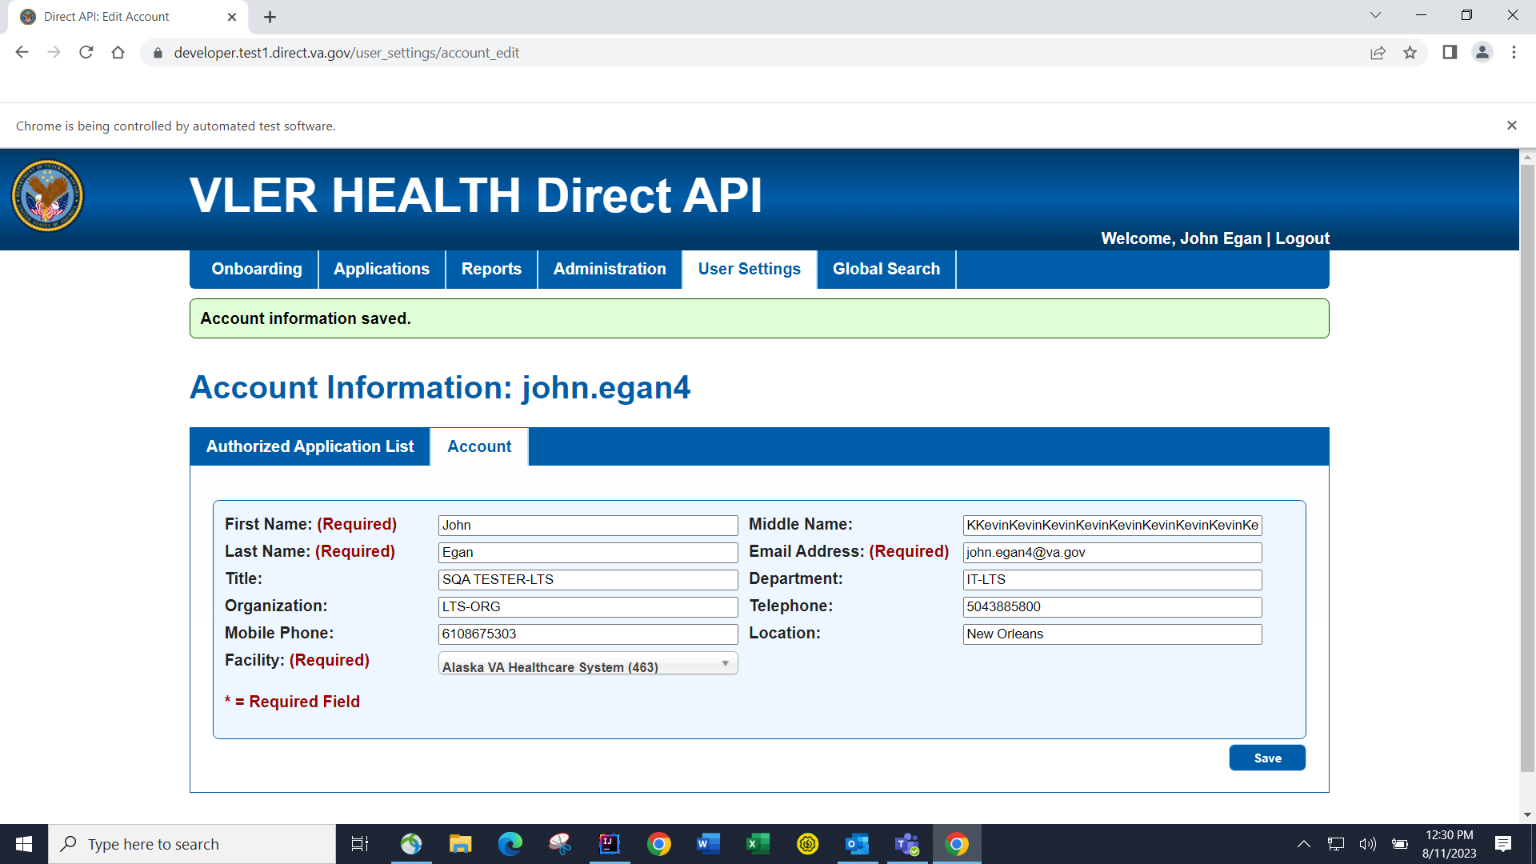 Direct API: Edit Account
developer.test1.direct.va.gov/user_settings/account_edit
Chrome is being controlled by automated test software.
VLER HEALTH Direct API
Welcome, John Egan | Logout
Onboarding Applications Reports Administration User Settings Global Search
Account information saved.
Account Information: john.egan4
Authorized Application List Account
First Name: (Required) John Middle Name: KKevinKevinKevinKevinKevinKevinKevinKevinKe
Last Name: (Required) Egan Email Address: (Required) john.egan4@va.gov
Title: SQA TESTER-LTS Department: IT-LTS
Organization: LTS-ORG Telephone: 5043885800
Mobile Phone: 6108675303 Location: New Orleans
Facility: (Required) Alaska VA Healthcare System (463)
* = Required Field
Save
Type here to search
12:30 PM
8/11/2023